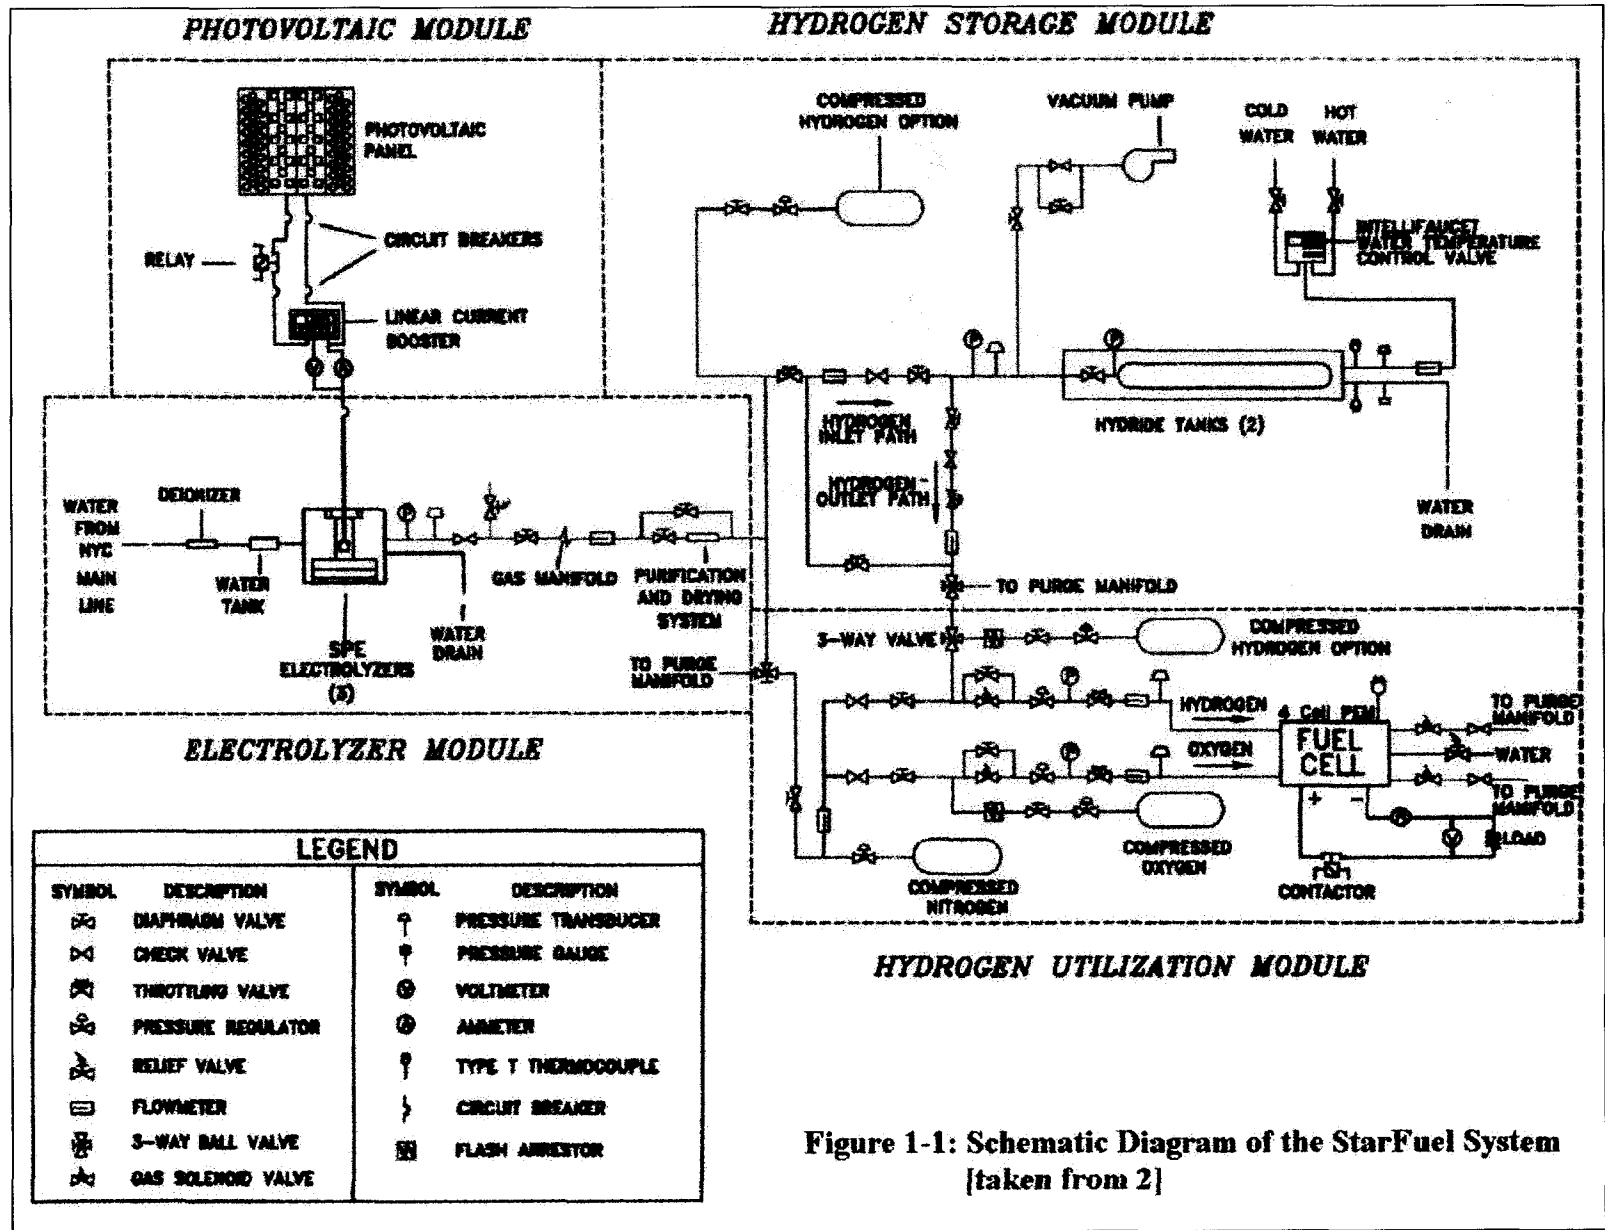 PHOTOVOLTAIC MODULE
HYDROGEN STORAGE MODULE
PHOTOVOLTAIC
PANEL
CIRCUIT BREAKERS
RELAY
LINEAR CURRENT
BOOSTER
COMPRESSED
HYDROGEN OPTION
VACUUM PUMP
COLD
WATER
HOT
WATER
INTELLIFAUCET
WATER TEMPERATURE
CONTROL VALVE
HYDROGEN
INLET PATH
HYDRIDE TANKS (2)
HYDROGEN
OUTLET PATH
WATER
DRAIN
TO PURGE MANIFOLD
WATER
FROM
NYC
MAIN
LINE
DEIONIZER
WATER
TANK
SPE
ELECTROLYZERS
(3)
WATER
DRAIN
GAS MANIFOLD
PURIFICATION
AND DRYING
SYSTEM
TO PURGE
MANIFOLD
ELECTROLYZER MODULE
3-WAY VALVE
COMPRESSED
HYDROGEN OPTION
HYDROGEN
OXYGEN
4 Cell PEM
FUEL
CELL
+ -
TO PURGE
MANIFOLD
WATER
TO PURGE
MANIFOLD
LOAD
CONTACTOR
COMPRESSED
OXYGEN
COMPRESSED
NITROGEN
HYDROGEN UTILIZATION MODULE
LEGEND
SYMBOL DESCRIPTION
DIAPHRAGM VALVE
CHECK VALVE
THROTTLING VALVE
PRESSURE REGULATOR
RELIEF VALVE
FLOWMETER
3-WAY BALL VALVE
GAS SOLENOID VALVE
SYMBOL DESCRIPTION
PRESSURE TRANSDUCER
PRESSURE GAUGE
VOLTMETER
AMMETER
TYPE T THERMOCOUPLE
CIRCUIT BREAKER
FLASH ARRESTOR
Figure 1-1: Schematic Diagram of the StarFuel System
[taken from 2]